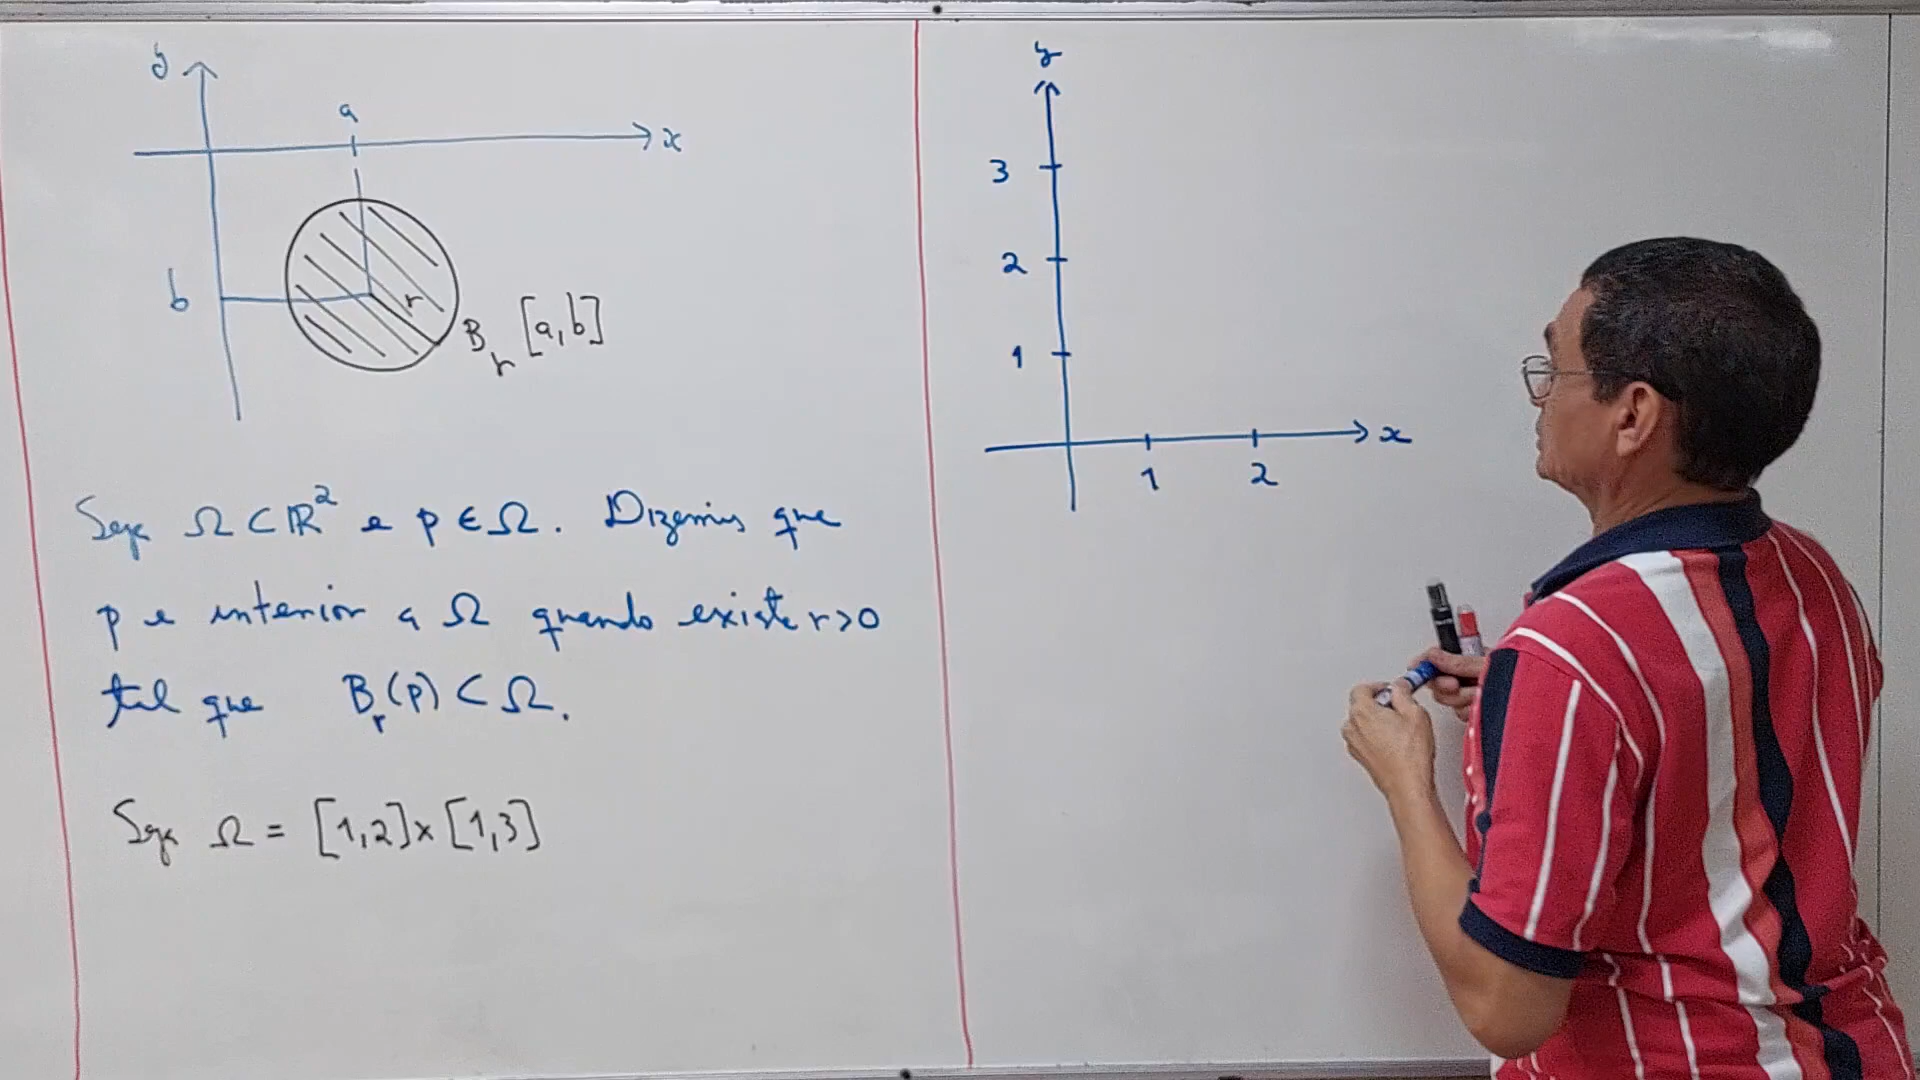 y
a
x
b
r
B_r [a,b]
Seja Ω ⊂ ℝ² e p ∈ Ω. Dizemos que
p e interior a Ω quando existe r>0
tal que B_r(p) ⊂ Ω.
Seja Ω = [1,2]×[1,3]
y
3
2
1
x
1 2